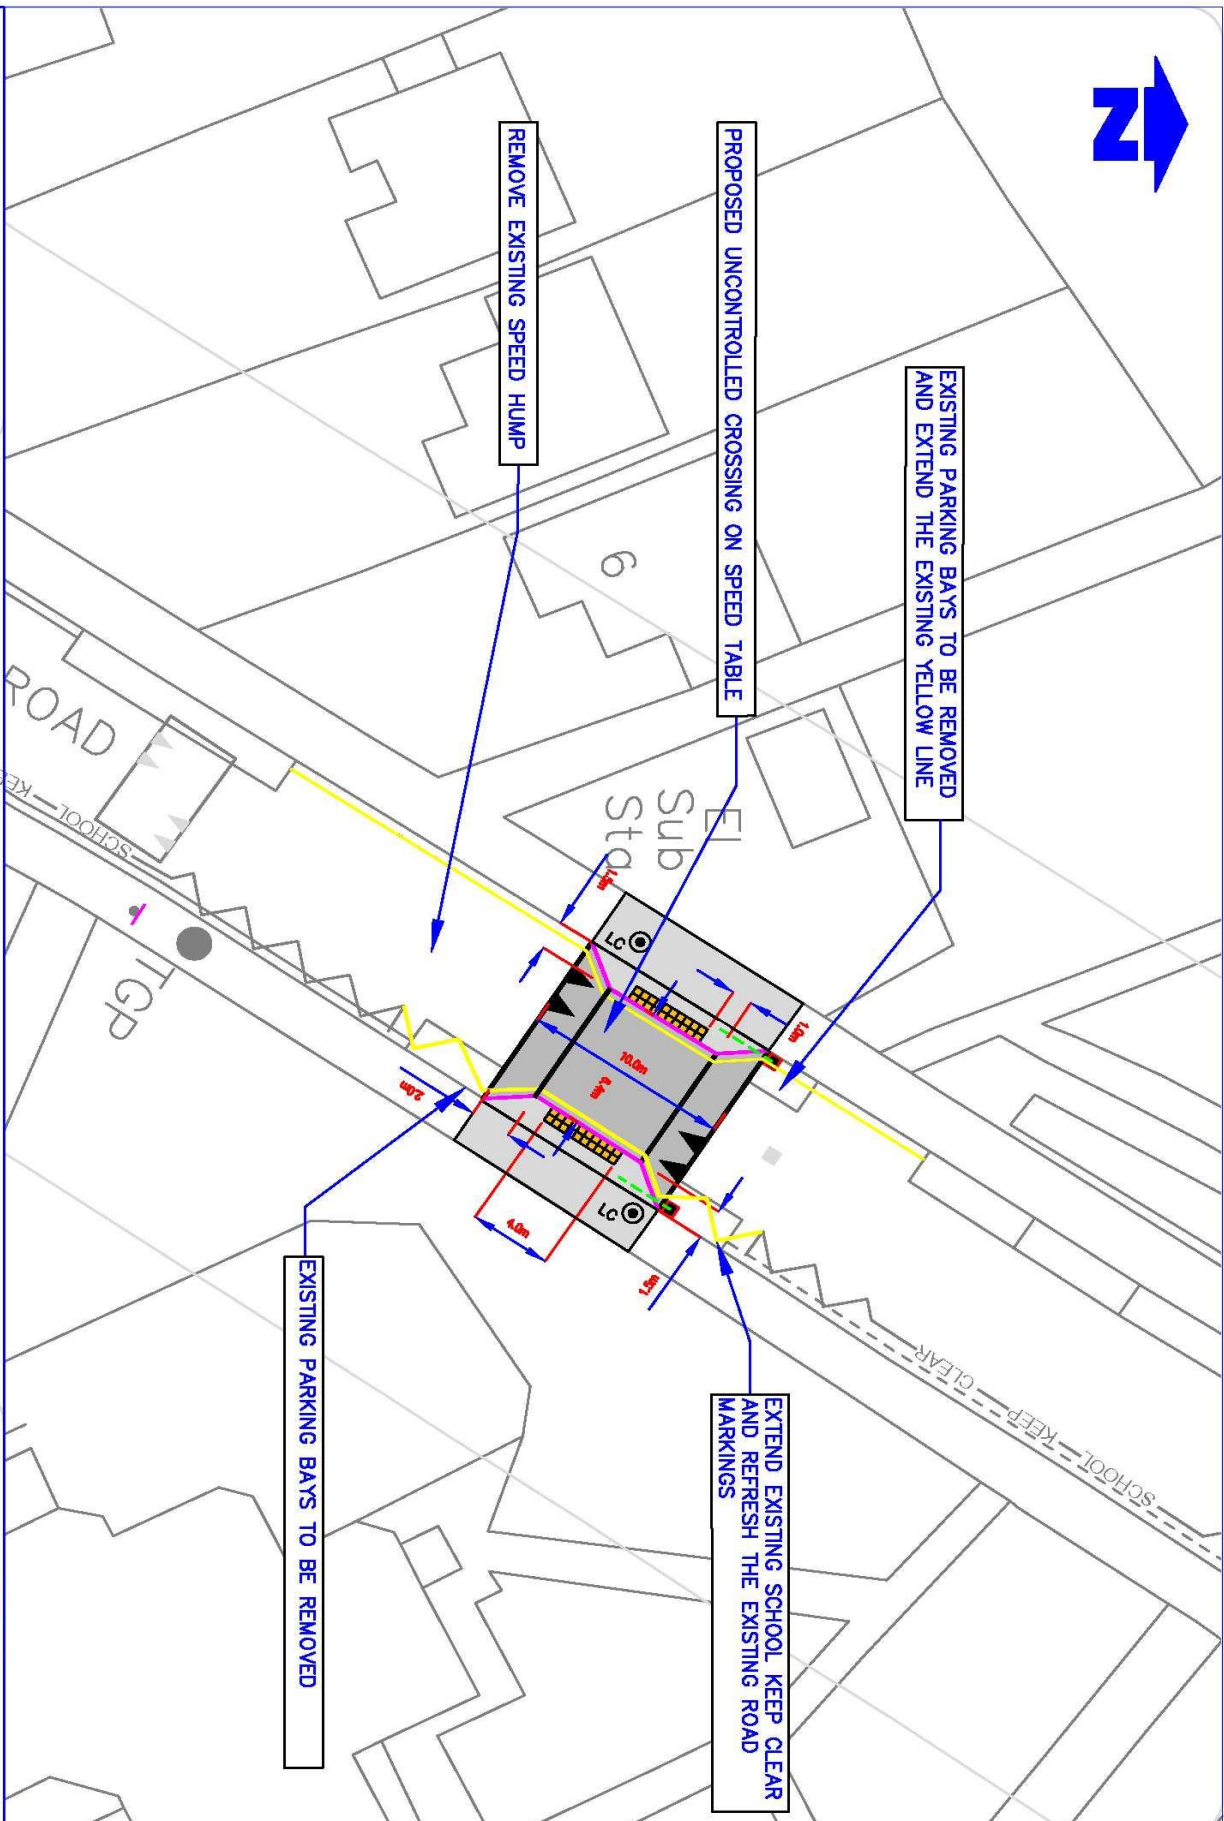 N
EXISTING PARKING BAYS TO BE REMOVED
AND EXTEND THE EXISTING YELLOW LINE
PROPOSED UNCONTROLLED CROSSING ON SPEED TABLE
REMOVE EXISTING SPEED HUMP
EXTEND EXISTING SCHOOL KEEP CLEAR
AND REFRESH THE EXISTING ROAD
MARKINGS
EXISTING PARKING BAYS TO BE REMOVED
6
El
Sub
Sta
ROAD
TGP
SCHOOL KEEP CLEAR
SCHOOL
LC
LC
1.0m
10.0m
2.0m
4.0m
1.5m